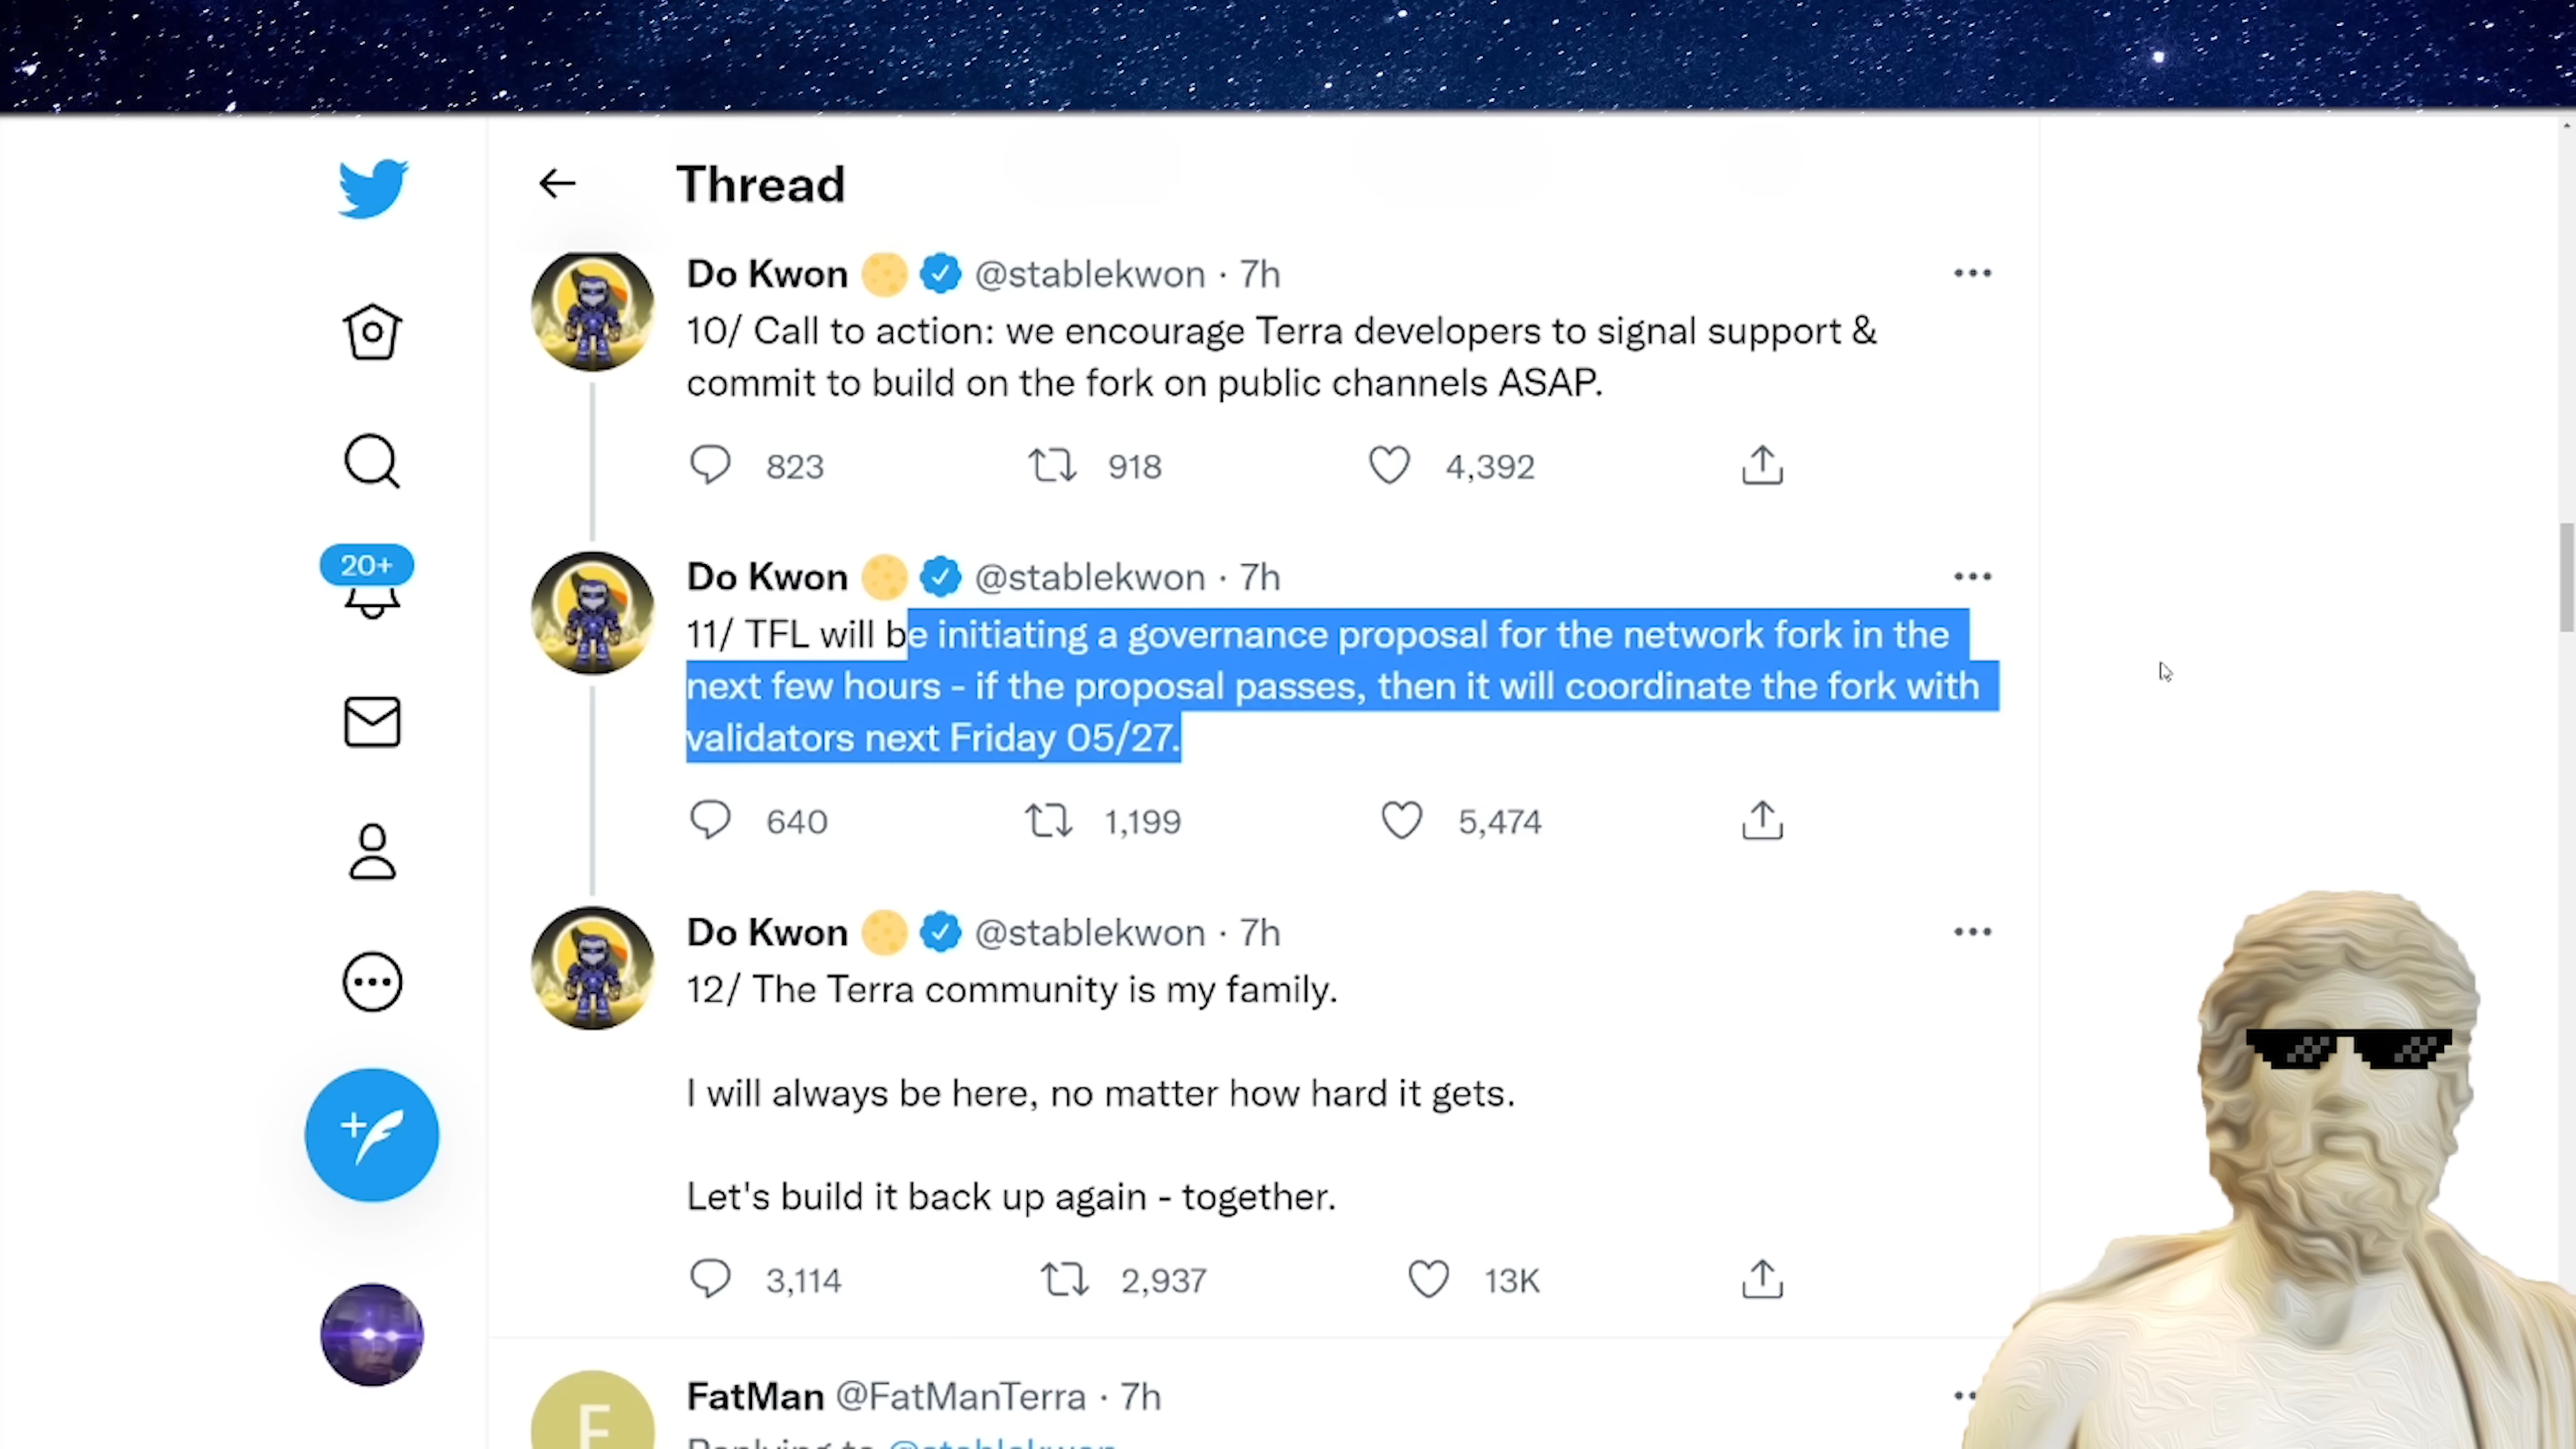 Thread
Do Kwon @stablekwon · 7h
10/ Call to action: we encourage Terra developers to signal support &
commit to build on the fork on public channels ASAP.
823 918 4,392
20+
Do Kwon @stablekwon · 7h
11/ TFL will be initiating a governance proposal for the network fork in the
next few hours - if the proposal passes, then it will coordinate the fork with
validators next Friday 05/27.
640 1,199 5,474
Do Kwon @stablekwon · 7h
12/ The Terra community is my family.
I will always be here, no matter how hard it gets.
Let's build it back up again - together.
3,114 2,937 13K
FatMan @FatManTerra · 7h
F
Replying to @stablekwon